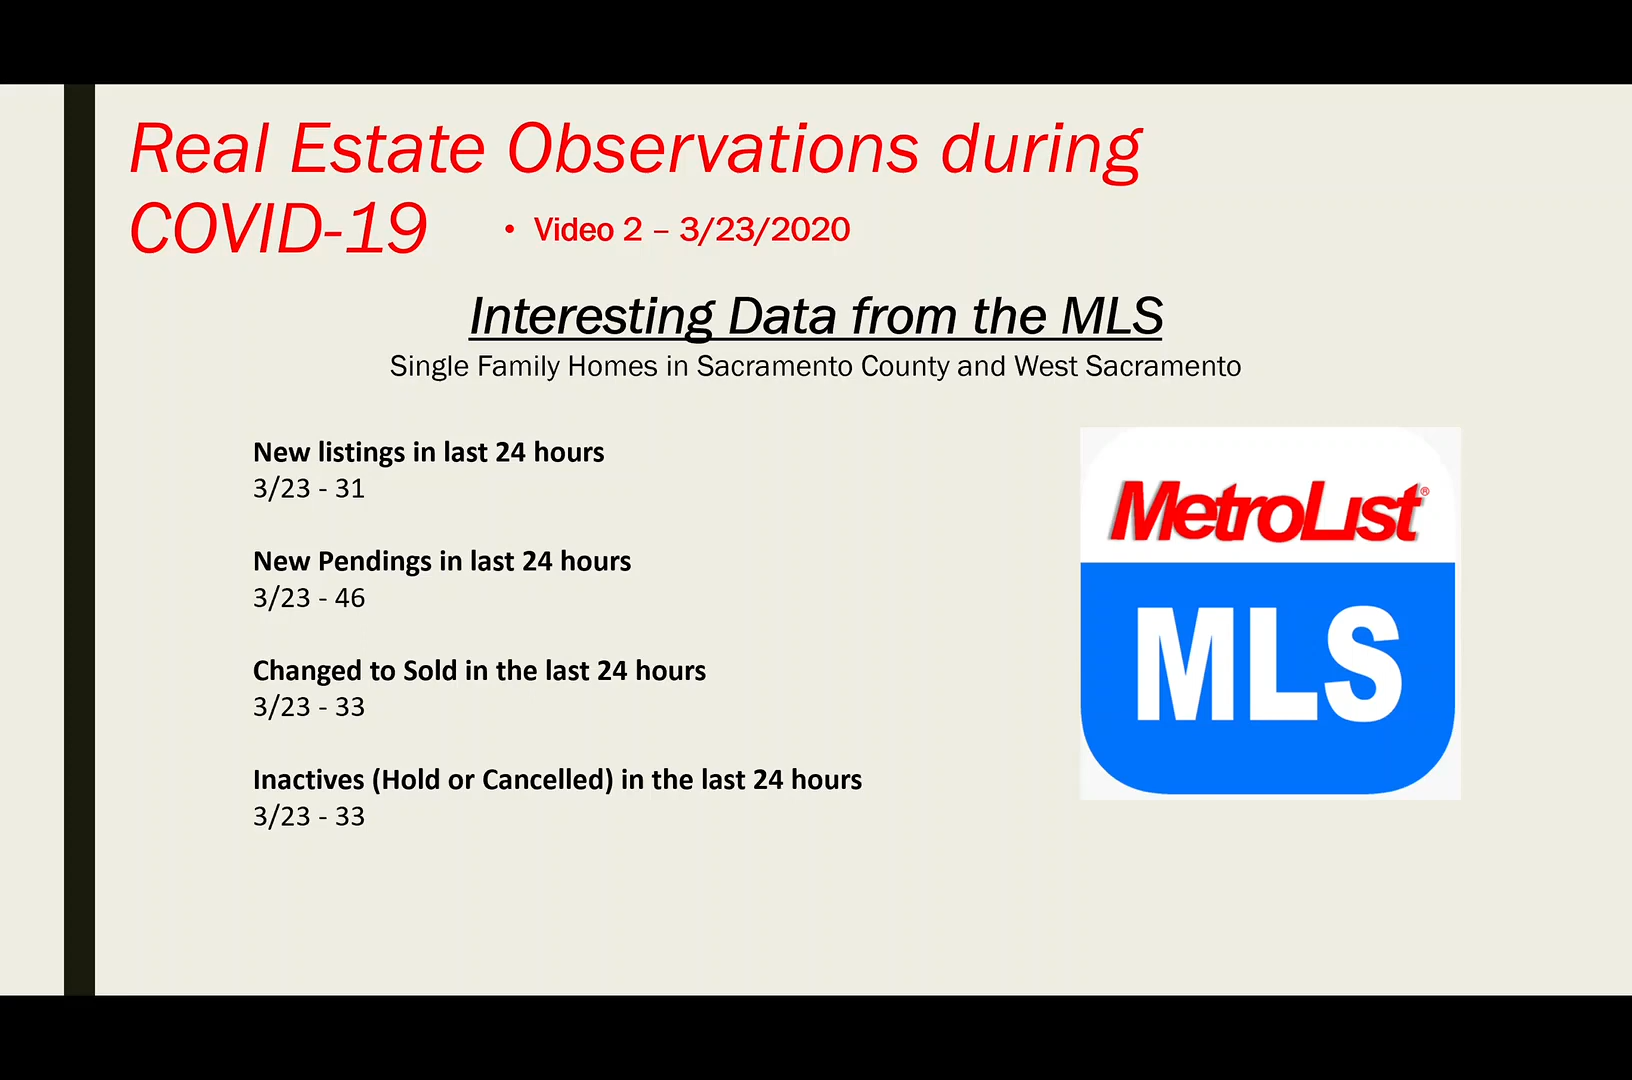 Real Estate Observations during
COVID-19
• Video 2 – 3/23/2020
Interesting Data from the MLS
Single Family Homes in Sacramento County and West Sacramento
New listings in last 24 hours
3/23 - 31
New Pendings in last 24 hours
3/23 - 46
Changed to Sold in the last 24 hours
3/23 - 33
Inactives (Hold or Cancelled) in the last 24 hours
3/23 - 33
MetroList®
MLS